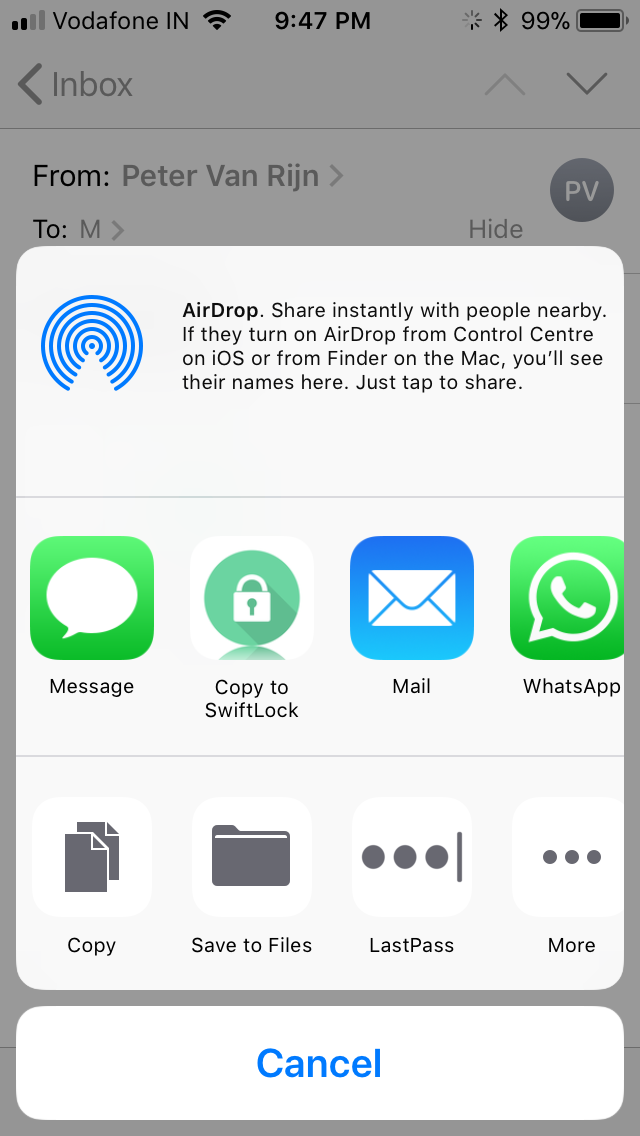 Vodafone IN 9:47 PM 99%
Inbox
From: Peter Van Rijn
PV
To: M Hide
AirDrop. Share instantly with people nearby.
If they turn on AirDrop from Control Centre
on iOS or from Finder on the Mac, you’ll see
their names here. Just tap to share.
Message
Copy to
SwiftLock
Mail
WhatsApp
Copy
Save to Files
LastPass
More
Cancel